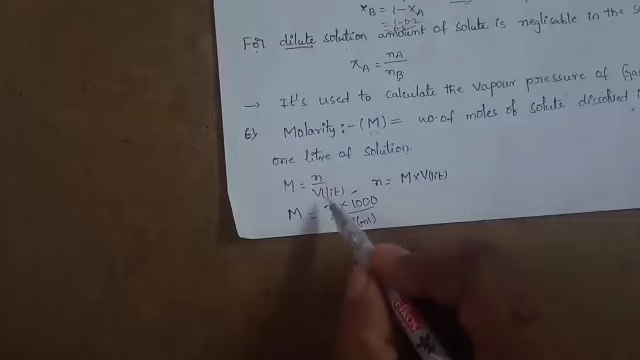 x_B = 1 - x_A
= 1-0.2
For dilute solution amount of solute is negligable in the
x_A = n_A / n_B
→ It's used to calculate the vapour pressure of
6) Molarity :- (M) = no.of moles of solute dissolved
one litre of solution.
M = n / V(lit) , n = M×V(lit)
M = × 1000 / (ml)